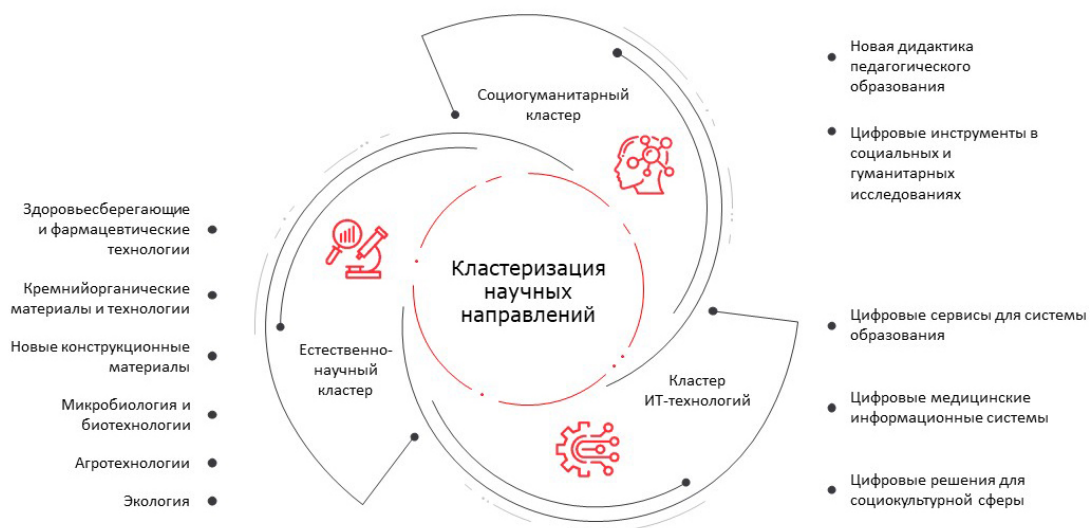 Социогуманитарный
кластер
Новая дидактика
педагогического
образования
Цифровые инструменты в
социальных и
гуманитарных
исследованиях
Здоровьесберегающие
и фармацевтические
технологии
Кремнийорганические
материалы и технологии
Новые конструкционные
материалы
Микробиология и
биотехнологии
Агротехнологии
Экология
Кластеризация
научных
направлений
Естественно-
научный
кластер
Кластер
ИТ-технологий
Цифровые сервисы для системы
образования
Цифровые медицинские
информационные системы
Цифровые решения для
социокультурной сферы